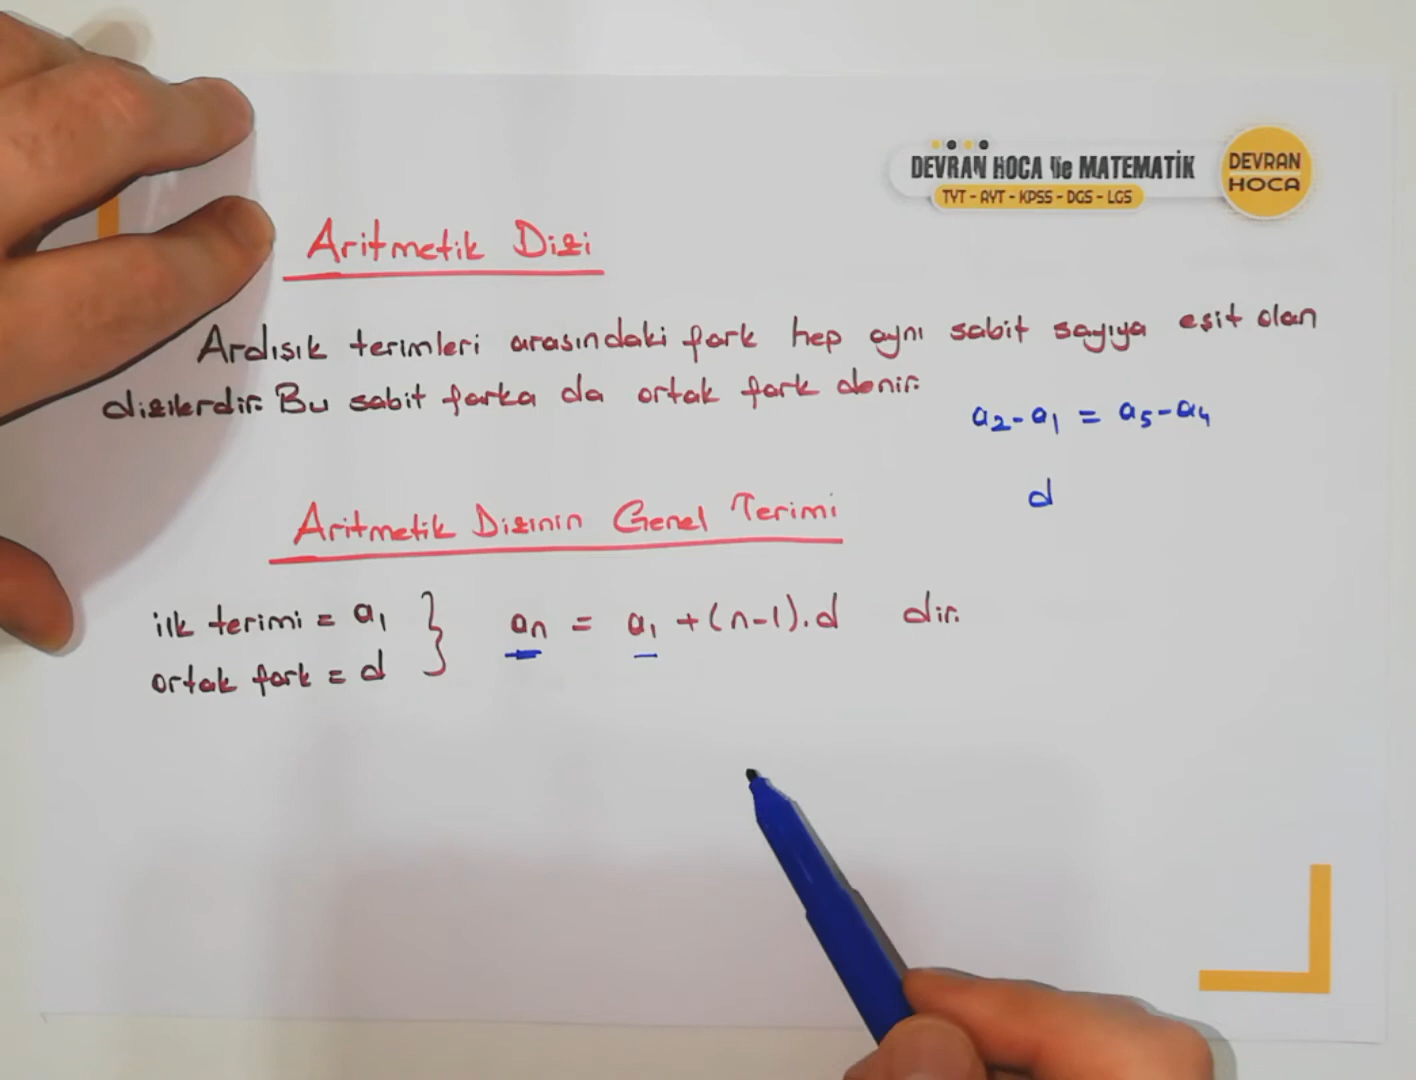 DEVRAN HOCA ile MATEMATİK
TYT - AYT - KPSS - DGS - LGS
DEVRAN
HOCA
Aritmetik Dizi
Ardışık terimleri arasındaki fark hep aynı sabit sayıya eşit olan
dizilerdir. Bu sabit farka da ortak fark denir.
a₂-a₁ = a₅-a₄
d
Aritmetik Dizinin Genel Terimi
ilk terimi = a₁ } aₙ = a₁ + (n-1).d dir.
ortak fark = d